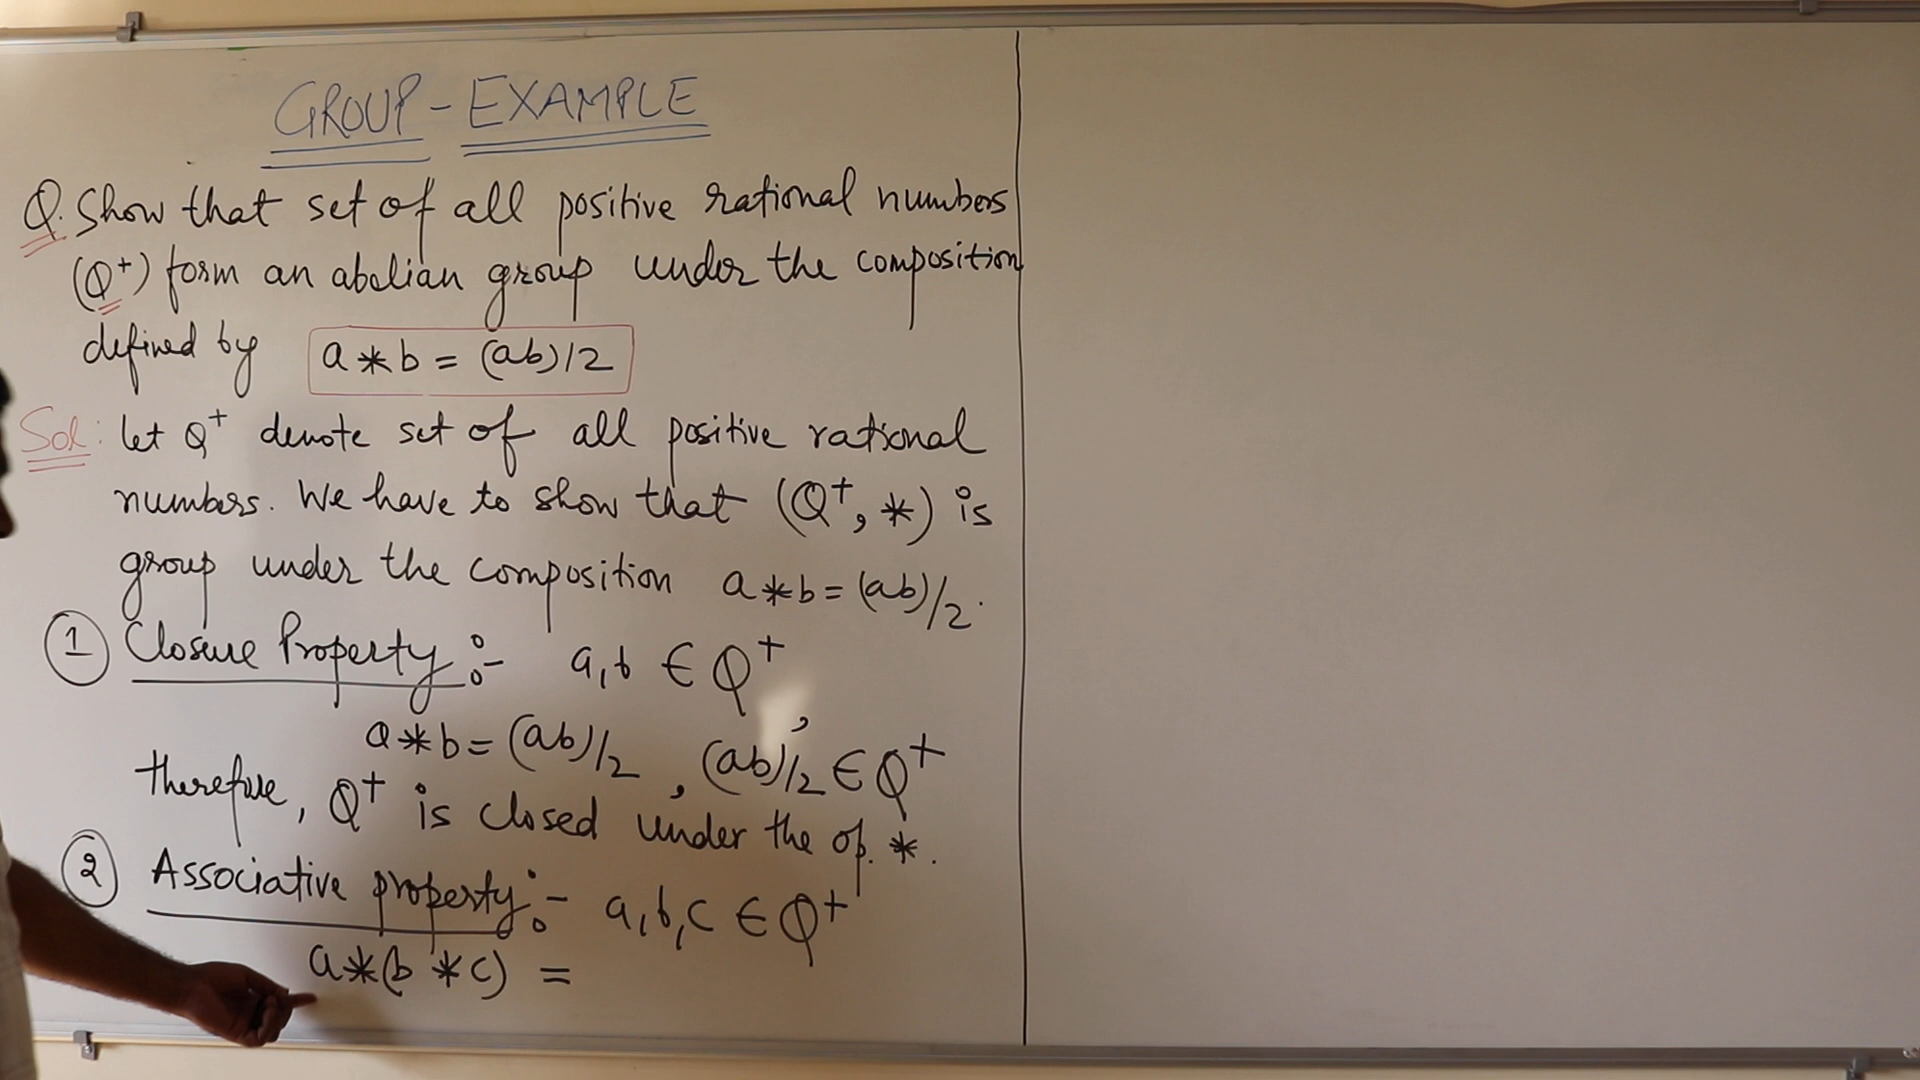 GROUP - EXAMPLE
Q. Show that set of all positive rational numbers
(Q+) form an abelian group under the composition
defined by a * b = (ab)/2
Sol: Let Q+ denote set of all positive rational
numbers. We have to show that (Q+, *) is
group under the composition a * b = (ab)/2.
1 Closure Property :- a, b ∈ Q+
a * b = (ab)/2 , (ab)/2 ∈ Q+
therefore, Q+ is closed under the op. *.
2 Associative property :- a, b, c ∈ Q+
a * (b * c) =